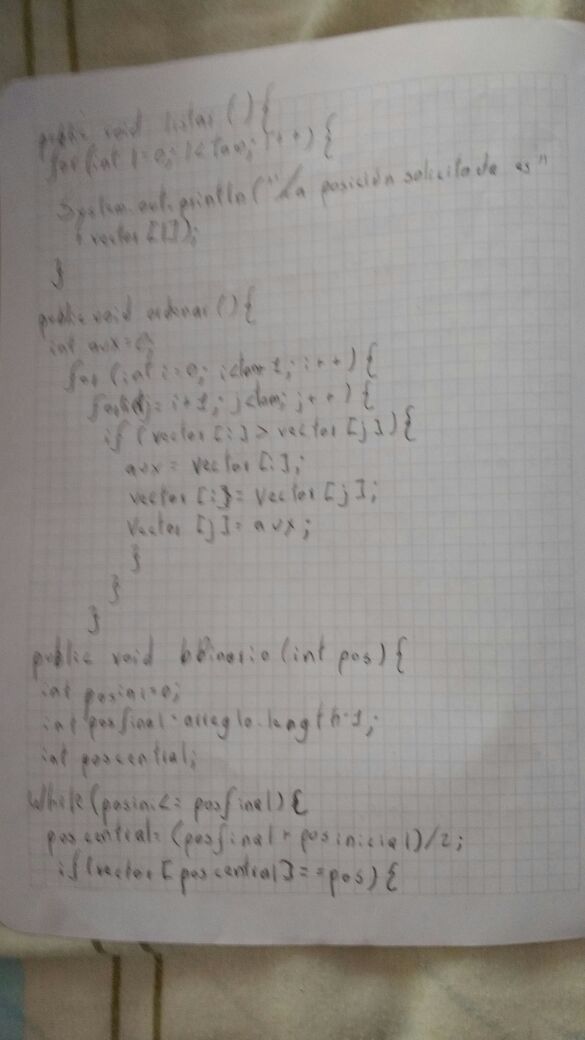 public void listar () {
for (int i=0; i<tam; i++) {
System.out.println ("La posición solicitada es"
+ vector [i]);
}
public void ordenar () {
int aux=0;
for (int i=0; i<tam-1; i++) {
for(int j=i+1; j<tam; j++) {
if (vector [i] > vector [j]) {
aux = vector [i];
vector [i] = vector [j];
vector [j] = aux;
}
}
}
public void bBinario (int pos) {
int posini=0;
int posfinal=arreglo.length-1;
int poscentral;
While (posini<= posfinal) {
poscentral= (posfinal + posinicial)/2;
if (vector [poscentral] == pos) {